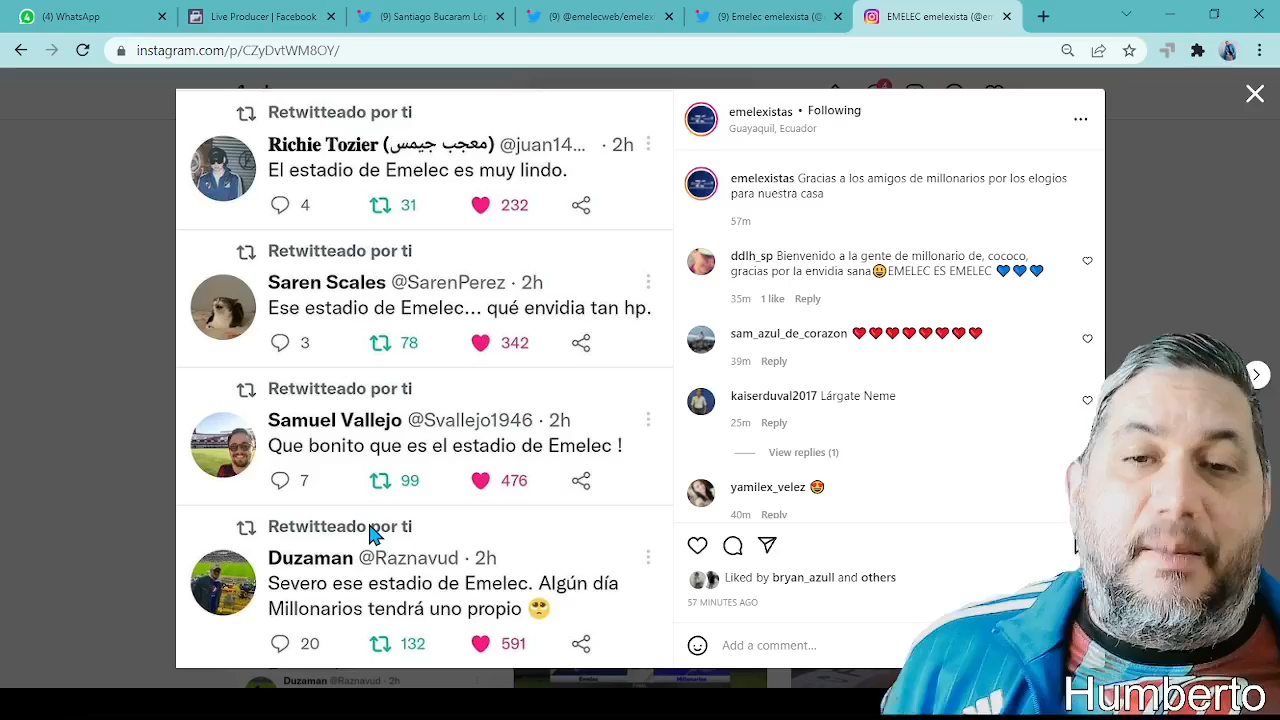 (4) WhatsApp
Live Producer | Facebook
(9) Santiago Bucaram Lóp
(9) @emelecweb/emelexi
(9) Emelec emelexista (@
EMELEC emelexista (@en
instagram.com/p/CZyDvtWM8OY/
Retwitteado por ti
Richie Tozier (معجب جيمس) @juan14... · 2h
El estadio de Emelec es muy lindo.
4 31 232
Retwitteado por ti
Saren Scales @SarenPerez · 2h
Ese estadio de Emelec... qué envidia tan hp.
3 78 342
Retwitteado por ti
Samuel Vallejo @Svallejo1946 · 2h
Que bonito que es el estadio de Emelec !
7 99 476
Retwitteado por ti
Duzaman @Raznavud · 2h
Severo ese estadio de Emelec. Algún día
Millonarios tendrá uno propio 🥺
20 132 591
Duzaman @Raznavud · 2h
Emelec Millonarios
emelexistas • Following
Guayaquil, Ecuador
emelexistas Gracias a los amigos de millonarios por los elogios
para nuestra casa
57m
ddlh_sp Bienvenido a la gente de millonario de, cococo,
gracias por la envidia sana😃EMELEC ES EMELEC 💙💙💙
35m 1 like Reply
sam_azul_de_corazon ❤️❤️❤️❤️❤️❤️❤️❤️
39m Reply
kaiserduval2017 Lárgate Neme
25m Reply
View replies (1)
yamilex_velez 😍
40m Reply
Liked by bryan_azull and others
57 MINUTES AGO
Add a comment...
Humberto